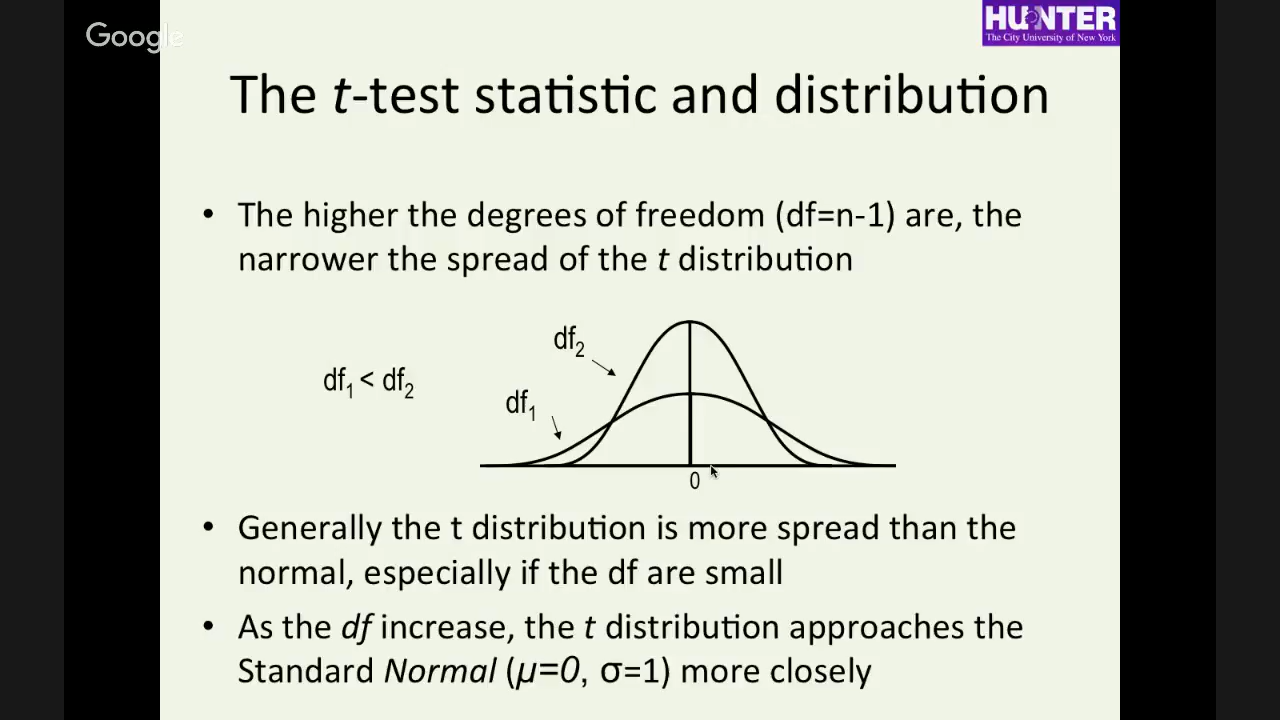 Google
HUNTER
The City University of New York
The t-test statistic and distribution
• The higher the degrees of freedom (df=n-1) are, the
narrower the spread of the t distribution
df2
df1 < df2
df1
0
• Generally the t distribution is more spread than the
normal, especially if the df are small
• As the df increase, the t distribution approaches the
Standard Normal (μ=0, σ=1) more closely